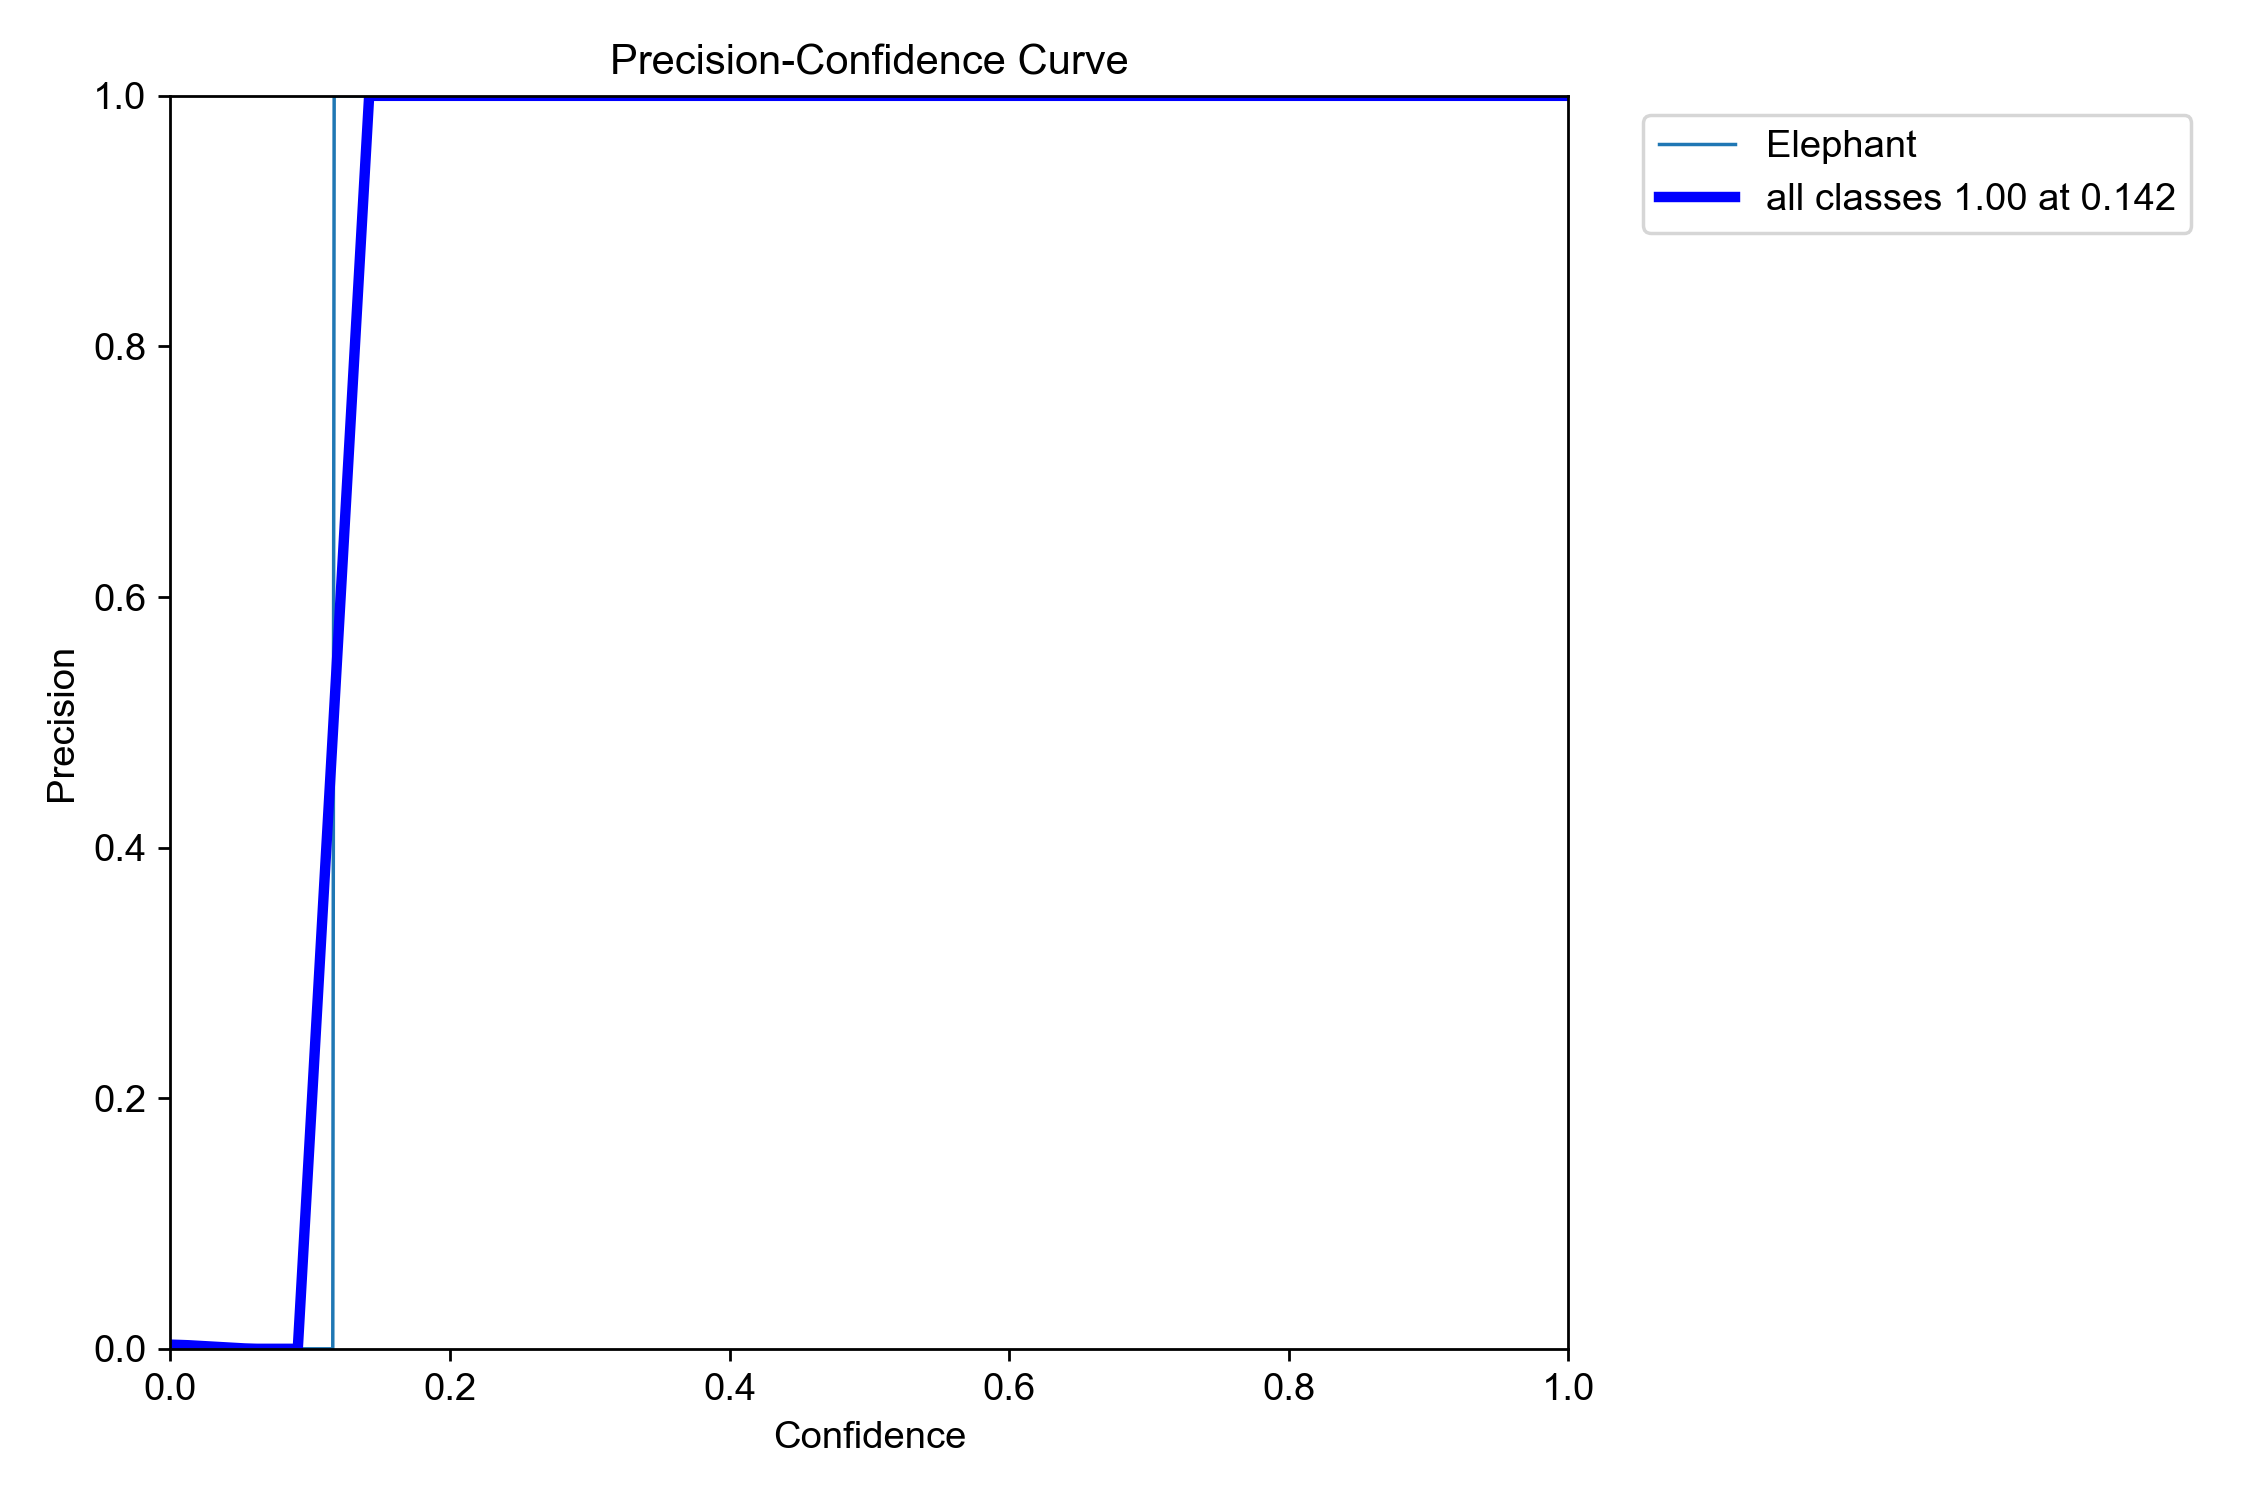 Precision-Confidence Curve
1.0
0.8
0.6
0.4
0.2
0.0
Precision
0.0 0.2 0.4 0.6 0.8 1.0
Confidence
Elephant
all classes 1.00 at 0.142